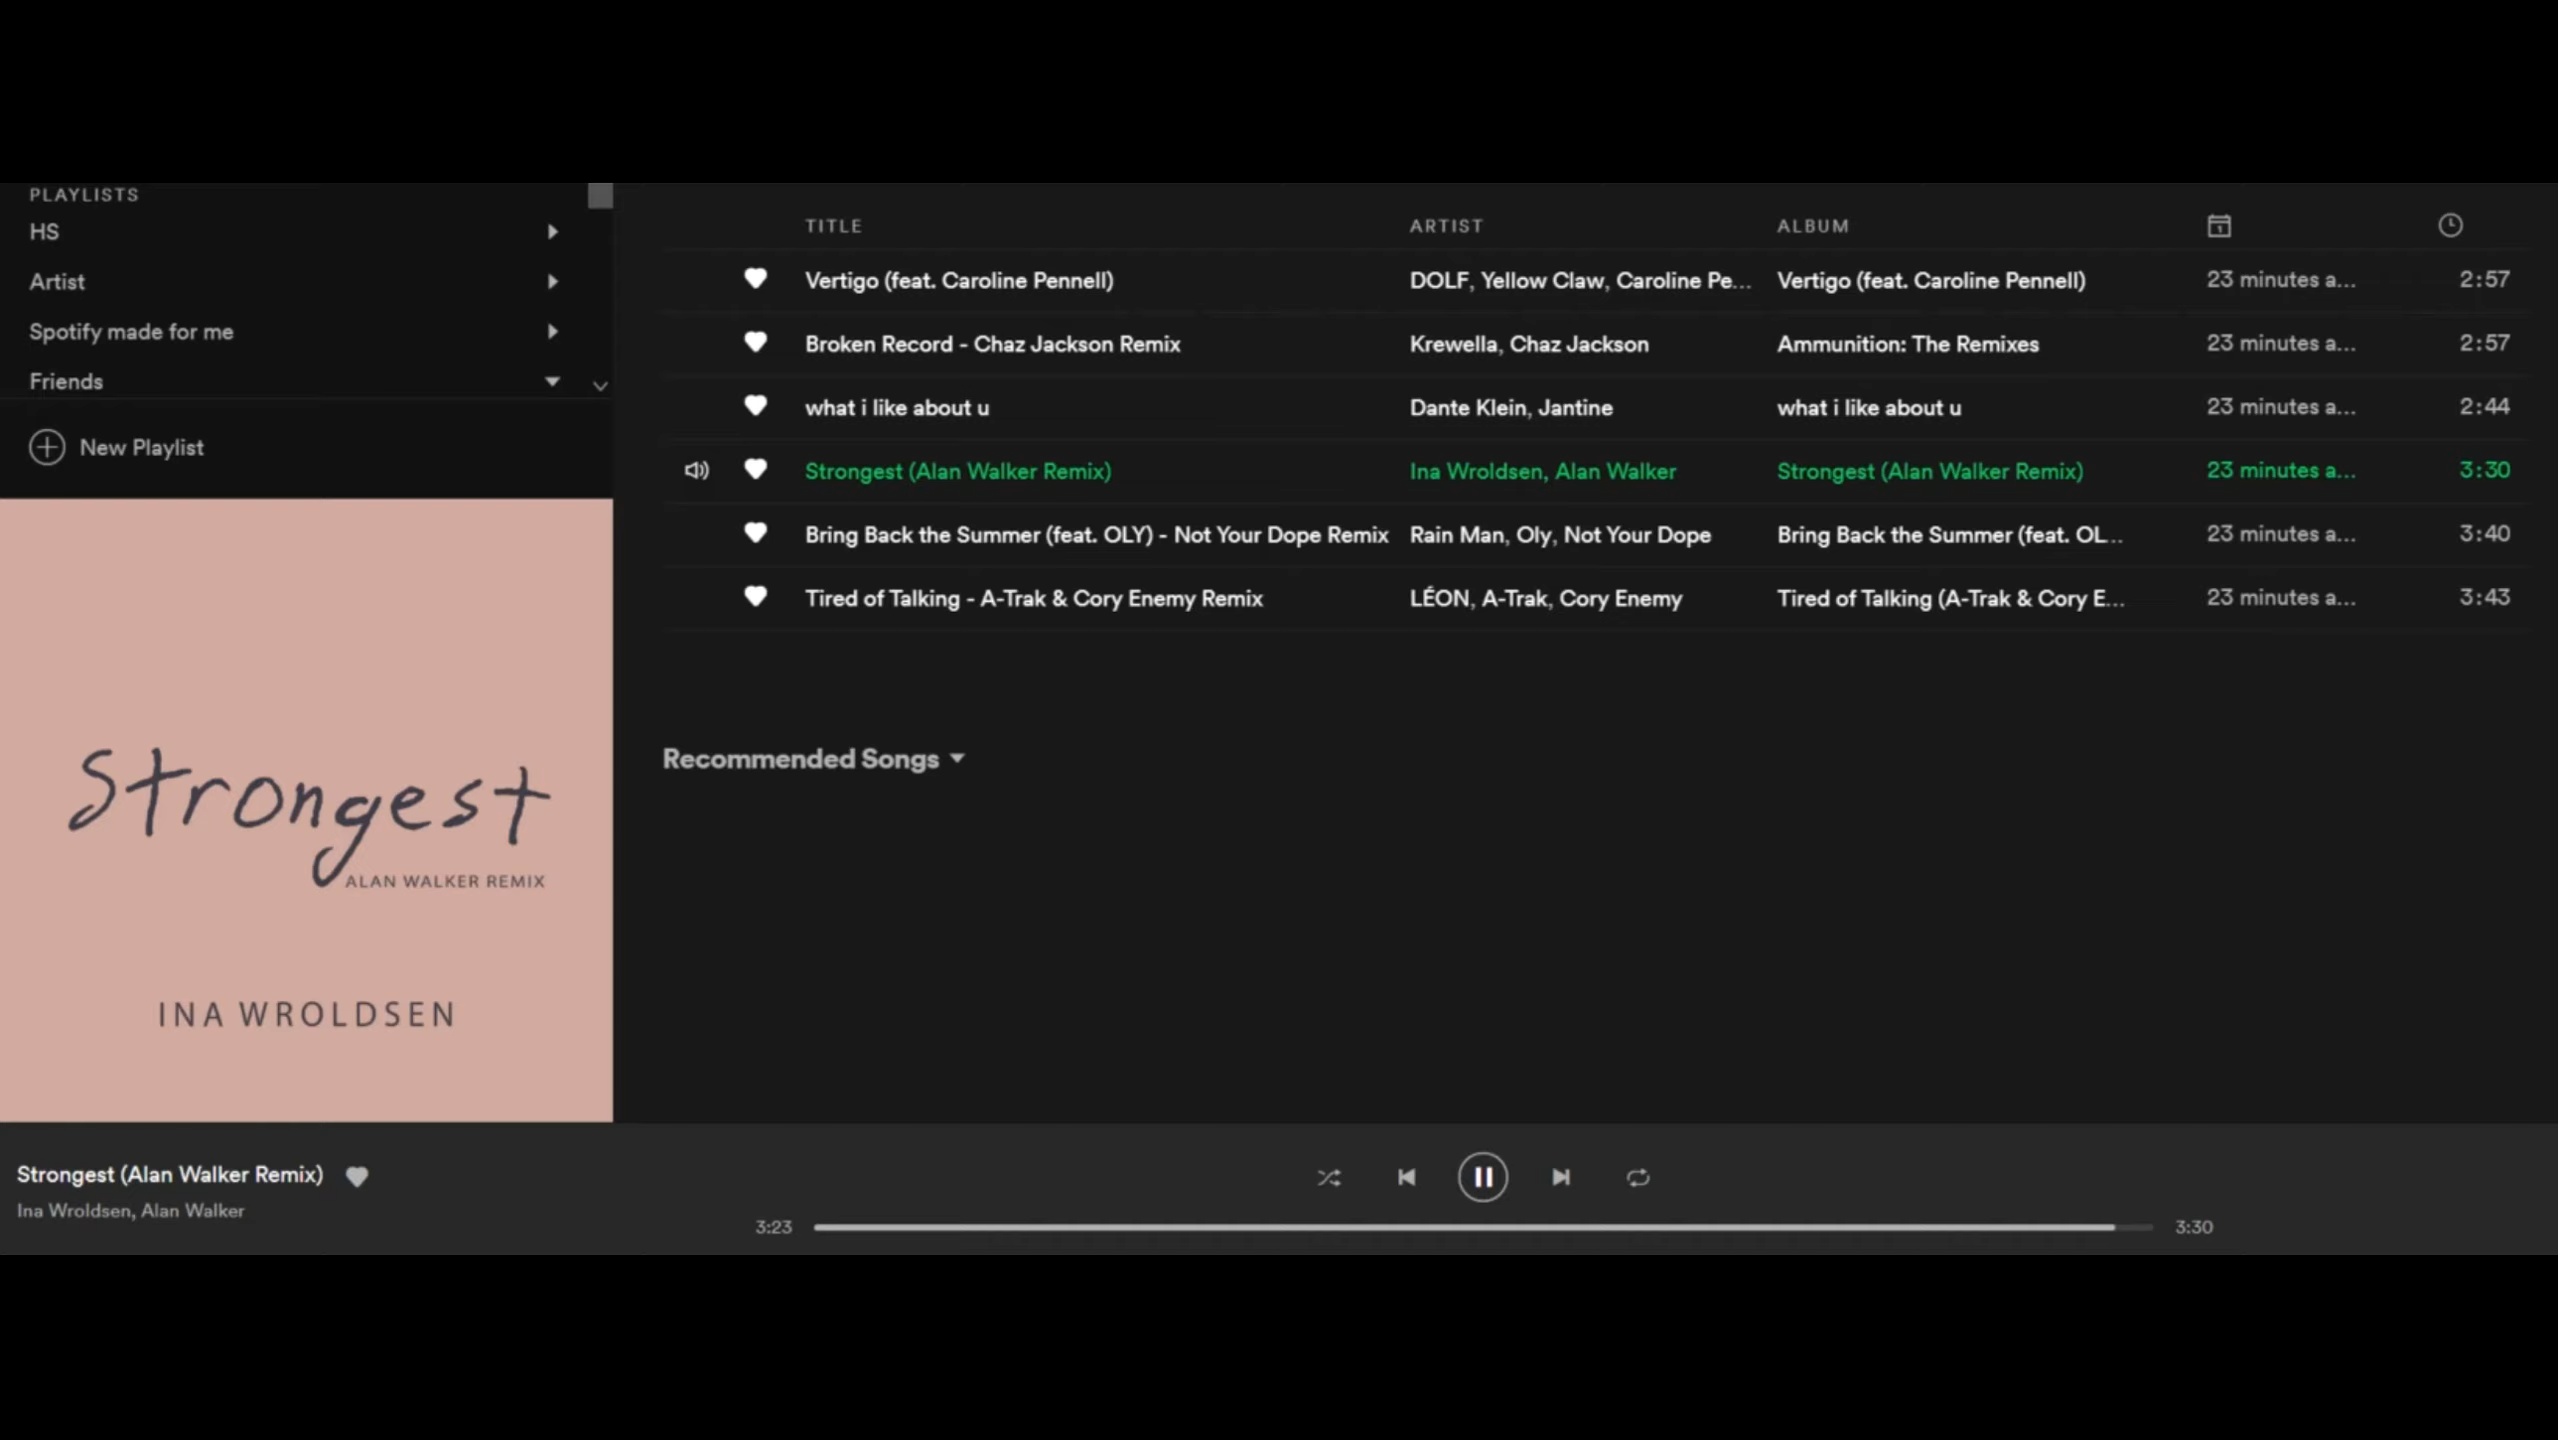 PLAYLISTS
HS
Artist
Spotify made for me
Friends
New Playlist
Strongest
ALAN WALKER REMIX
INA WROLDSEN
TITLE ARTIST ALBUM
Vertigo (feat. Caroline Pennell) DOLF, Yellow Claw, Caroline Pe... Vertigo (feat. Caroline Pennell) 23 minutes a... 2:57
Broken Record - Chaz Jackson Remix Krewella, Chaz Jackson Ammunition: The Remixes 23 minutes a... 2:57
what i like about u Dante Klein, Jantine what i like about u 23 minutes a... 2:44
Strongest (Alan Walker Remix) Ina Wroldsen, Alan Walker Strongest (Alan Walker Remix) 23 minutes a... 3:30
Bring Back the Summer (feat. OLY) - Not Your Dope Remix Rain Man, Oly, Not Your Dope Bring Back the Summer (feat. OL... 23 minutes a... 3:40
Tired of Talking - A-Trak & Cory Enemy Remix LÉON, A-Trak, Cory Enemy Tired of Talking (A-Trak & Cory E... 23 minutes a... 3:43
Recommended Songs
Strongest (Alan Walker Remix)
Ina Wroldsen, Alan Walker
3:23 3:30